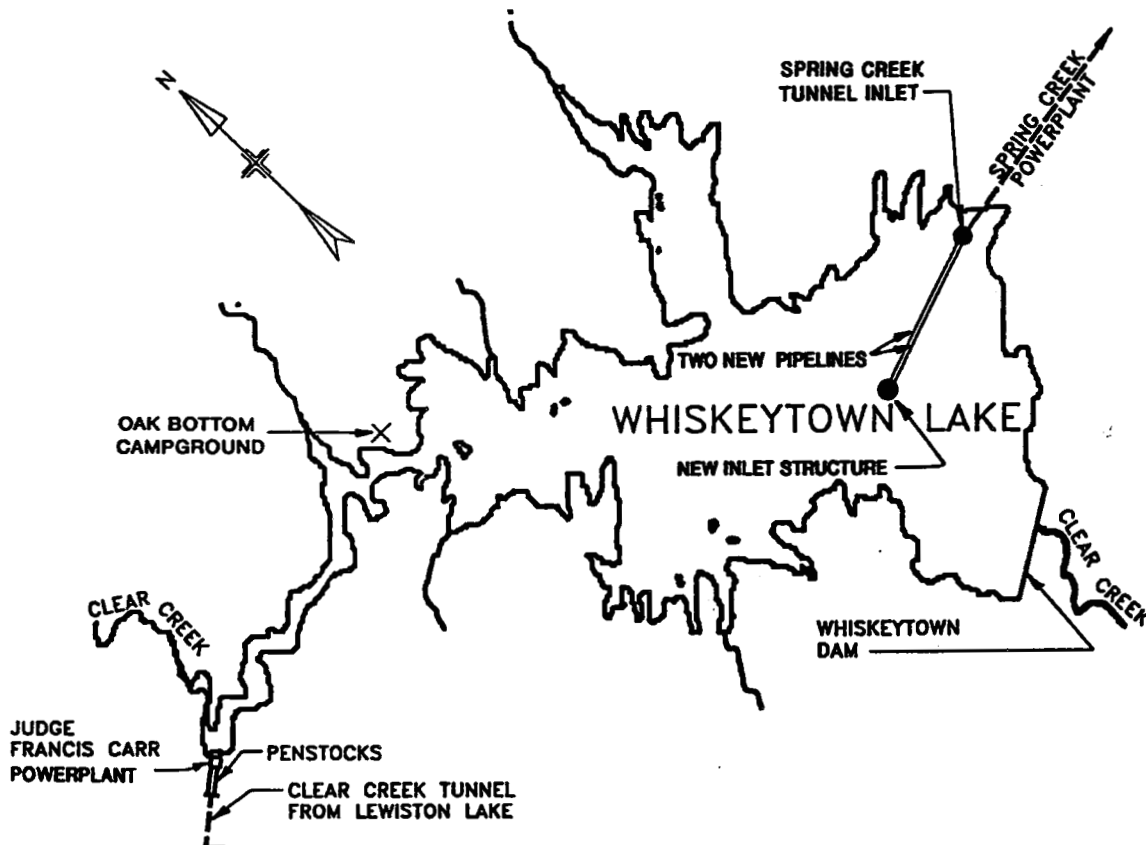 N
SPRING CREEK
TUNNEL INLET
SPRING CREEK
POWERPLANT
TWO NEW PIPELINES
OAK BOTTOM
CAMPGROUND
WHISKEYTOWN LAKE
NEW INLET STRUCTURE
CLEAR CREEK
CLEAR CREEK
WHISKEYTOWN
DAM
JUDGE
FRANCIS CARR
POWERPLANT
PENSTOCKS
CLEAR CREEK TUNNEL
FROM LEWISTON LAKE